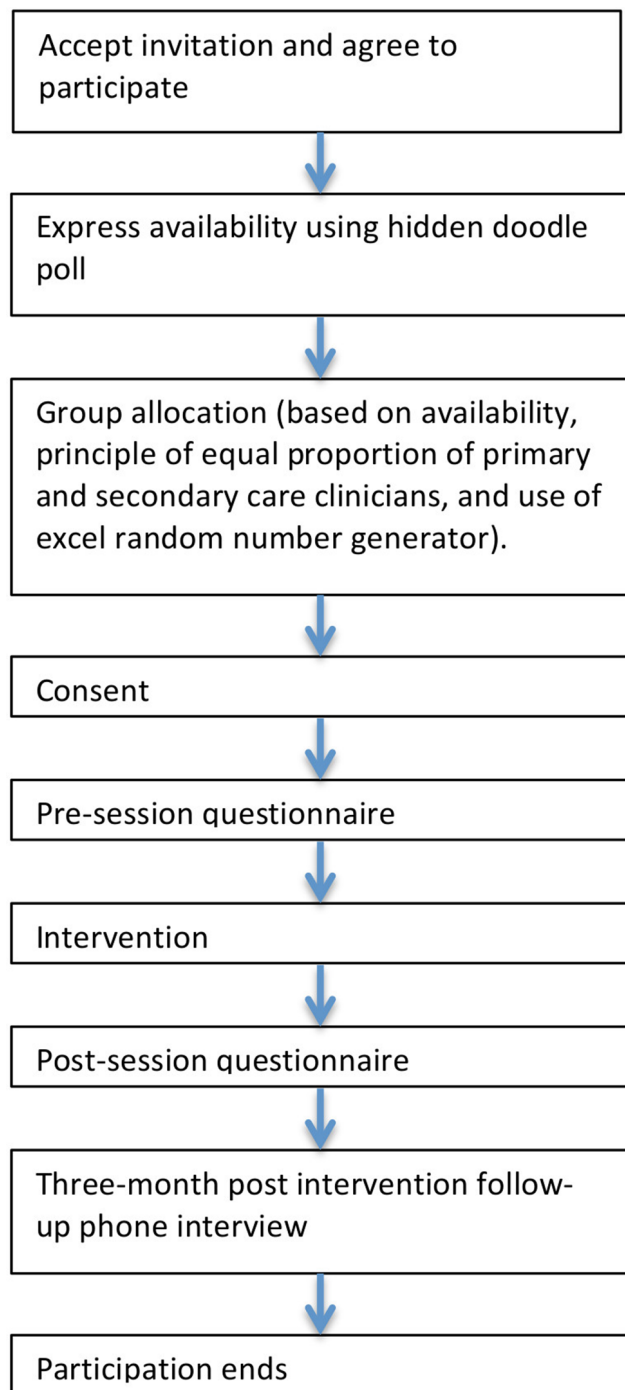 Accept invitation and agree to
participate
Express availability using hidden doodle
poll
Group allocation (based on availability,
principle of equal proportion of primary
and secondary care clinicians, and use of
excel random number generator).
Consent
Pre-session questionnaire
Intervention
Post-session questionnaire
Three-month post intervention follow-
up phone interview
Participation ends